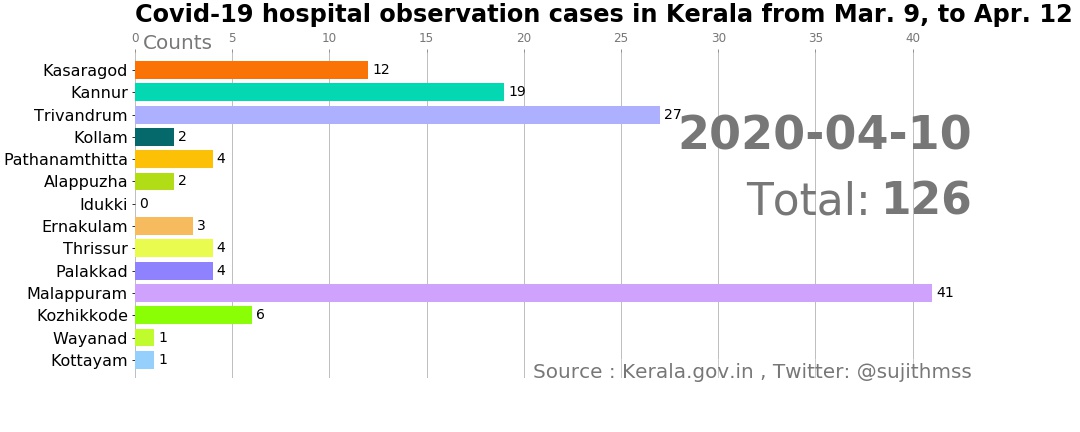 Covid-19 hospital observation cases in Kerala from Mar. 9, to Apr. 12
0 5 10 15 20 25 30 35 40
Counts
Kasaragod 12
Kannur 19
Trivandrum 27
2020-04-10
Kollam 2
Pathanamthitta 4
Alappuzha 2
Total: 126
Idukki 0
Ernakulam 3
Thrissur 4
Palakkad 4
Malappuram 41
Kozhikkode 6
Wayanad 1
Kottayam 1
Source : Kerala.gov.in , Twitter: @sujithmss